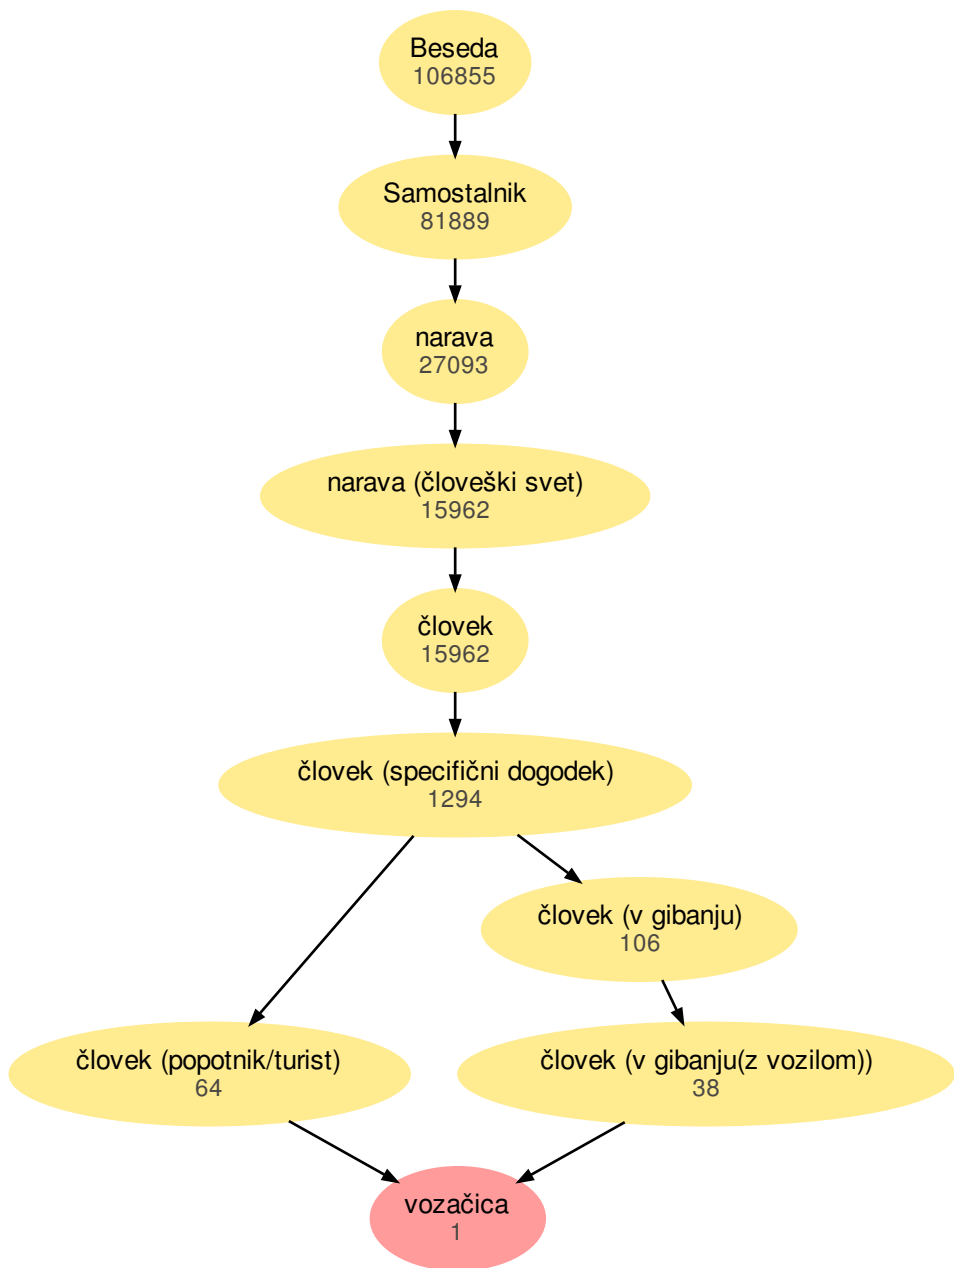 Beseda
106855
Samostalnik
81889
narava
27093
narava (človeški svet)
15962
človek
15962
človek (specifični dogodek)
1294
človek (v gibanju)
106
človek (popotnik/turist)
64
človek (v gibanju(z vozilom))
38
vozačica
1